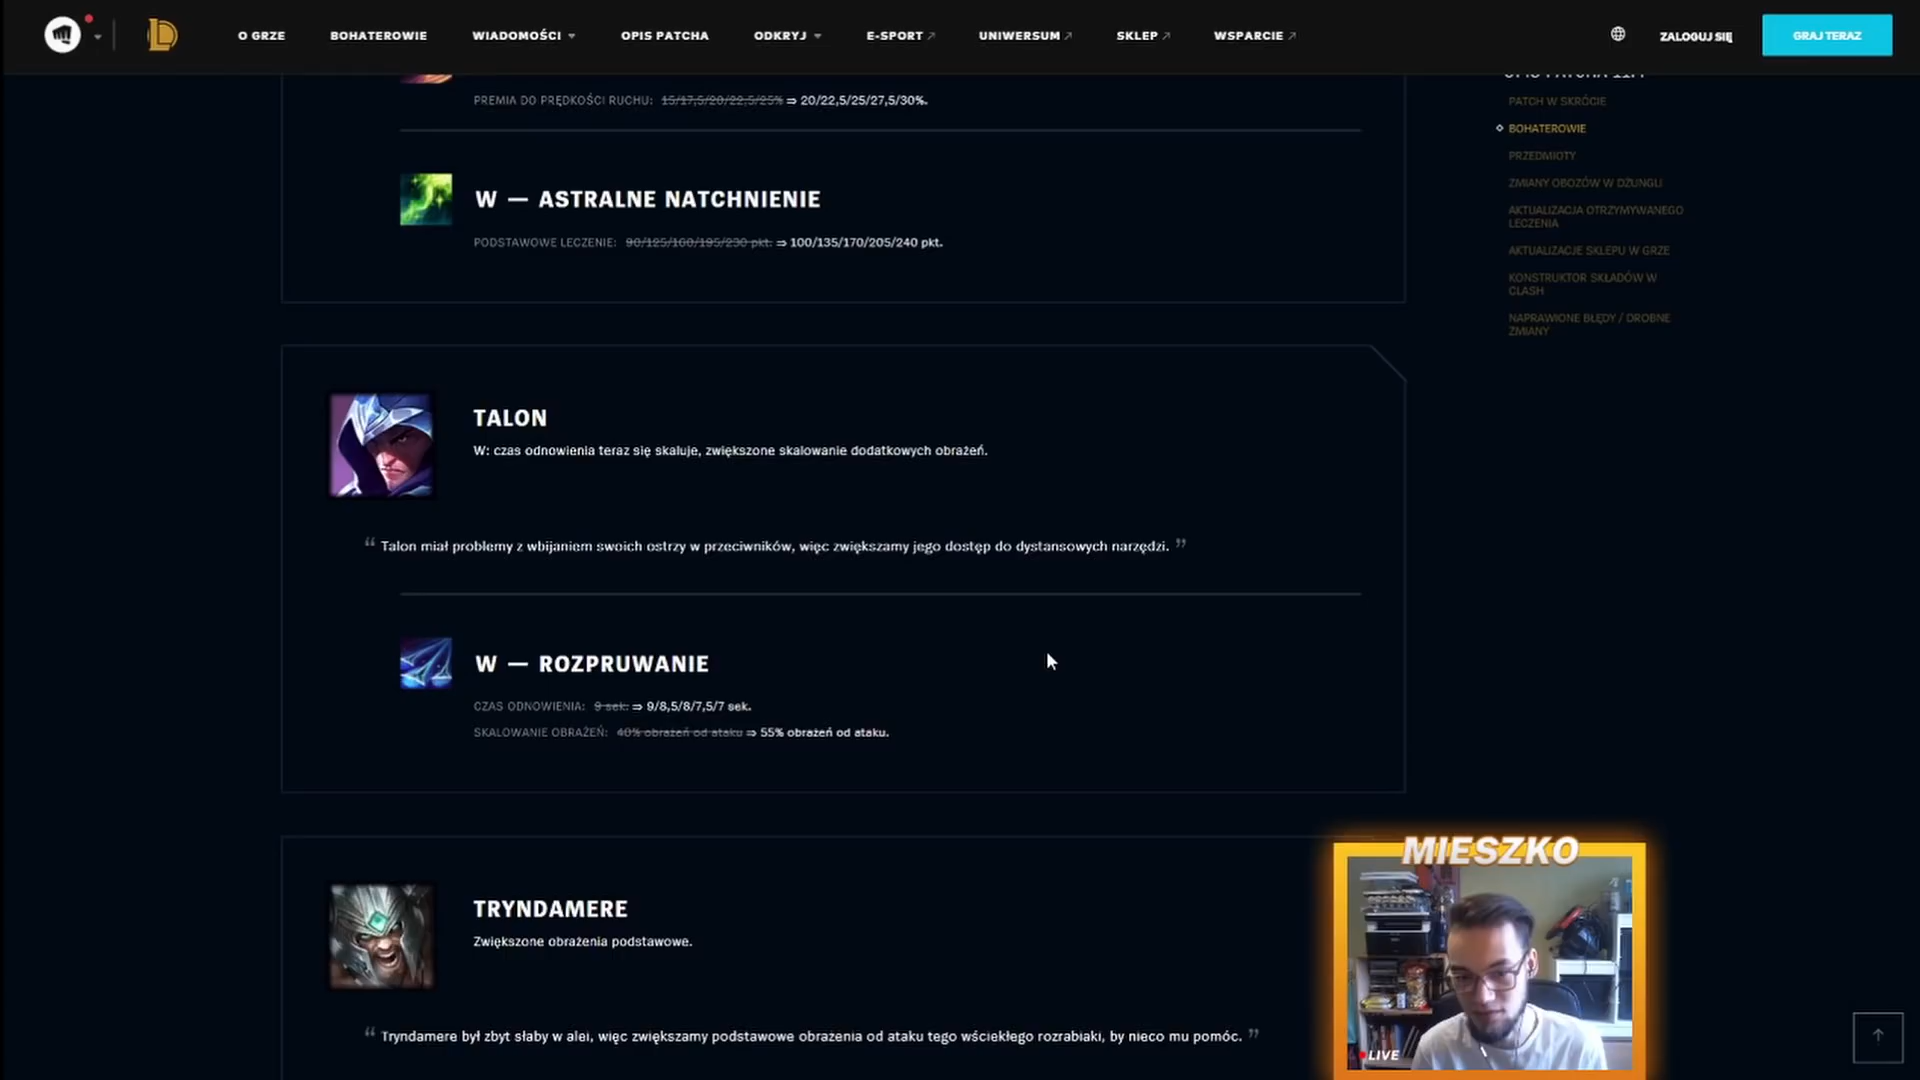 O GRZE
BOHATEROWIE
WIADOMOŚCI
OPIS PATCHA
ODKRYJ
E-SPORT
UNIWERSUM
SKLEP
WSPARCIE
ZALOGUJ SIĘ
GRAJ TERAZ
PREMIA DO PRĘDKOŚCI RUCHU: 15/17,5/20/22,5/25% ⇒ 20/22,5/25/27,5/30%.
W — ASTRALNE NATCHNIENIE
PODSTAWOWE LECZENIE: 90/125/160/195/230 pkt. ⇒ 100/135/170/205/240 pkt.
PATCH W SKRÓCIE
BOHATEROWIE
PRZEDMIOTY
ZMIANY OBOZÓW W DŻUNGLI
AKTUALIZACJA OTRZYMYWANEGO
LECZENIA
AKTUALIZACJE SKLEPU W GRZE
KONSTRUKTOR SKŁADÓW W
CLASH
NAPRAWIONE BŁĘDY / DROBNE
ZMIANY
TALON
W: czas odnowienia teraz się skaluje, zwiększone skalowanie dodatkowych obrażeń.
“ Talon miał problemy z wbijaniem swoich ostrzy w przeciwników, więc zwiększamy jego dostęp do dystansowych narzędzi. ”
W — ROZPRUWANIE
CZAS ODNOWIENIA: 9 sek. ⇒ 9/8,5/8/7,5/7 sek.
SKALOWANIE OBRAŻEŃ: 40% obrażeń od ataku ⇒ 55% obrażeń od ataku.
TRYNDAMERE
Zwiększone obrażenia podstawowe.
“ Tryndamere był zbyt słaby w alei, więc zwiększamy podstawowe obrażenia od ataku tego wściekłego rozrabiaki, by nieco mu pomóc. ”
MIESZKO
LIVE